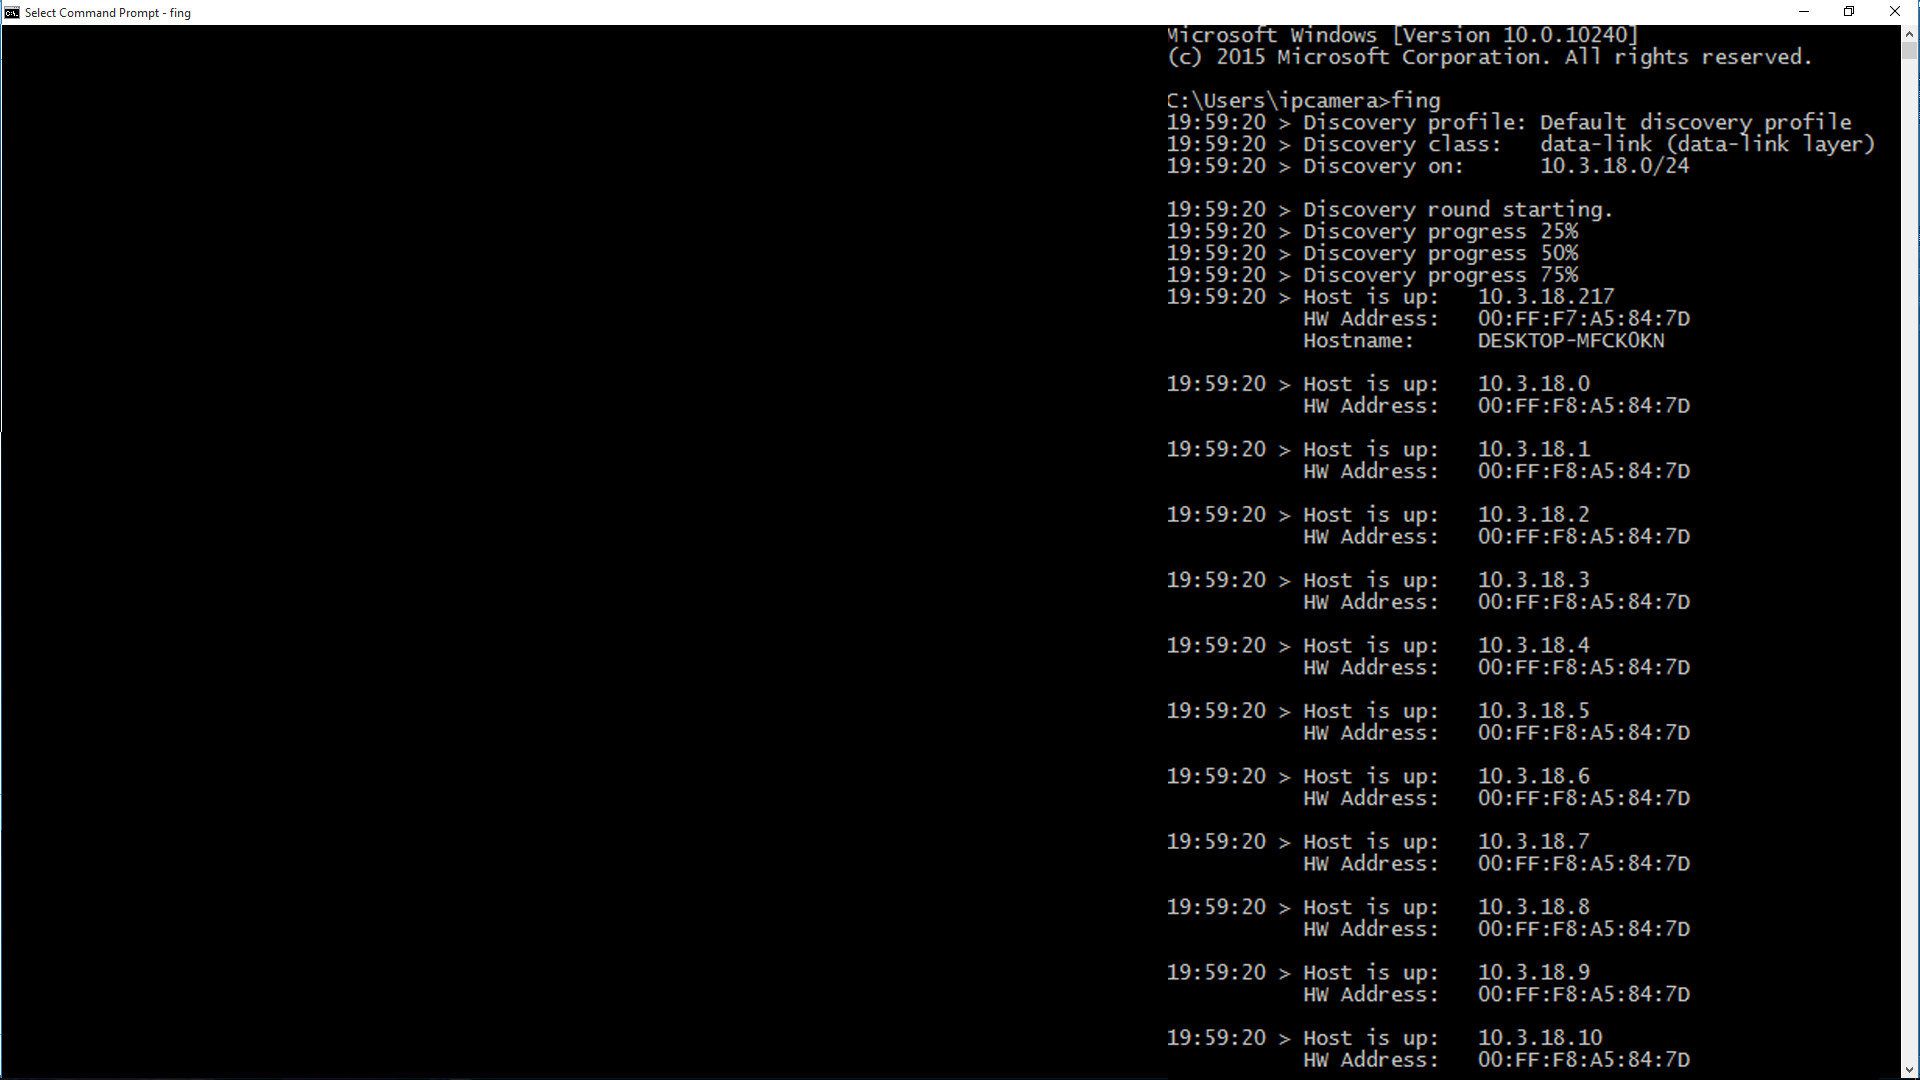 Select Command Prompt - fing
Microsoft Windows [Version 10.0.10240]
(c) 2015 Microsoft Corporation. All rights reserved.
C:\Users\ipcamera>fing
19:59:20 > Discovery profile: Default discovery profile
19:59:20 > Discovery class:   data-link (data-link layer)
19:59:20 > Discovery on:      10.3.18.0/24
19:59:20 > Discovery round starting.
19:59:20 > Discovery progress 25%
19:59:20 > Discovery progress 50%
19:59:20 > Discovery progress 75%
19:59:20 > Host is up:   10.3.18.217
HW Address:   00:FF:F7:A5:84:7D
Hostname:     DESKTOP-MFCK0KN
19:59:20 > Host is up:   10.3.18.0
HW Address:   00:FF:F8:A5:84:7D
19:59:20 > Host is up:   10.3.18.1
HW Address:   00:FF:F8:A5:84:7D
19:59:20 > Host is up:   10.3.18.2
HW Address:   00:FF:F8:A5:84:7D
19:59:20 > Host is up:   10.3.18.3
HW Address:   00:FF:F8:A5:84:7D
19:59:20 > Host is up:   10.3.18.4
HW Address:   00:FF:F8:A5:84:7D
19:59:20 > Host is up:   10.3.18.5
HW Address:   00:FF:F8:A5:84:7D
19:59:20 > Host is up:   10.3.18.6
HW Address:   00:FF:F8:A5:84:7D
19:59:20 > Host is up:   10.3.18.7
HW Address:   00:FF:F8:A5:84:7D
19:59:20 > Host is up:   10.3.18.8
HW Address:   00:FF:F8:A5:84:7D
19:59:20 > Host is up:   10.3.18.9
HW Address:   00:FF:F8:A5:84:7D
19:59:20 > Host is up:   10.3.18.10
HW Address:   00:FF:F8:A5:84:7D